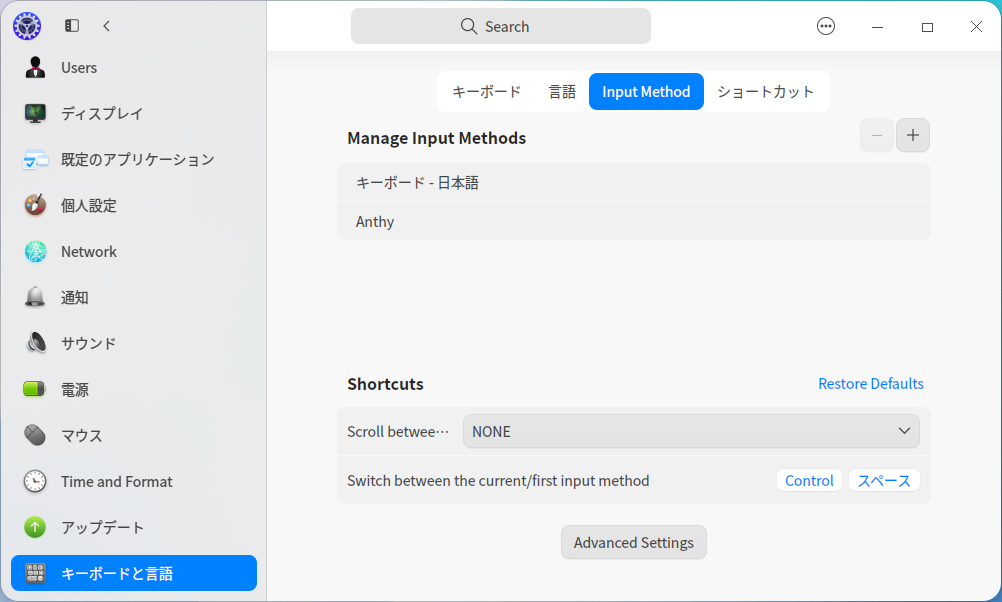 Search
Users
ディスプレイ
既定のアプリケーション
個人設定
Network
通知
サウンド
電源
マウス
Time and Format
アップデート
キーボードと言語
キーボード 言語 Input Method ショートカット
Manage Input Methods
キーボード - 日本語
Anthy
Shortcuts Restore Defaults
Scroll betwee⋯ NONE
Switch between the current/first input method Control スペース
Advanced Settings